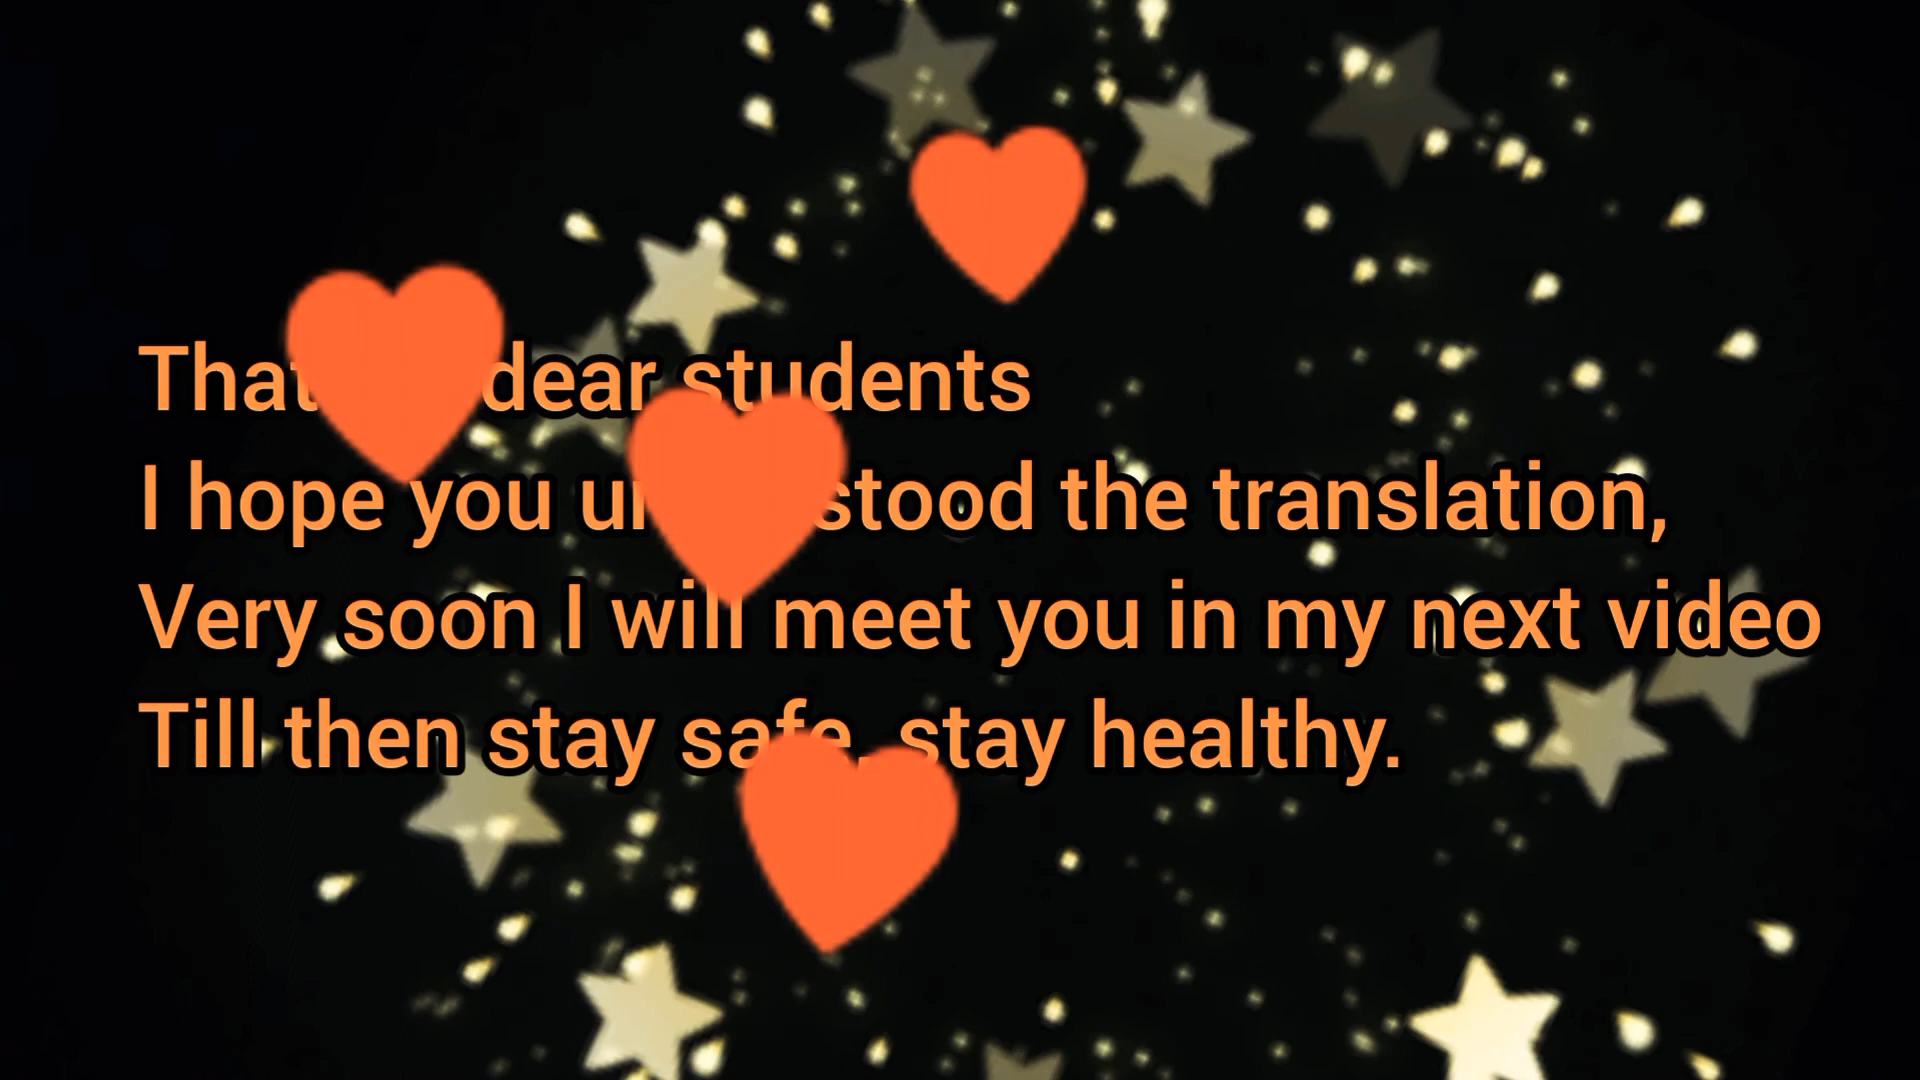 dear students
I hope you the translation,
Very soon I will meet you in my next video
Till then stay safe, stay healthy.